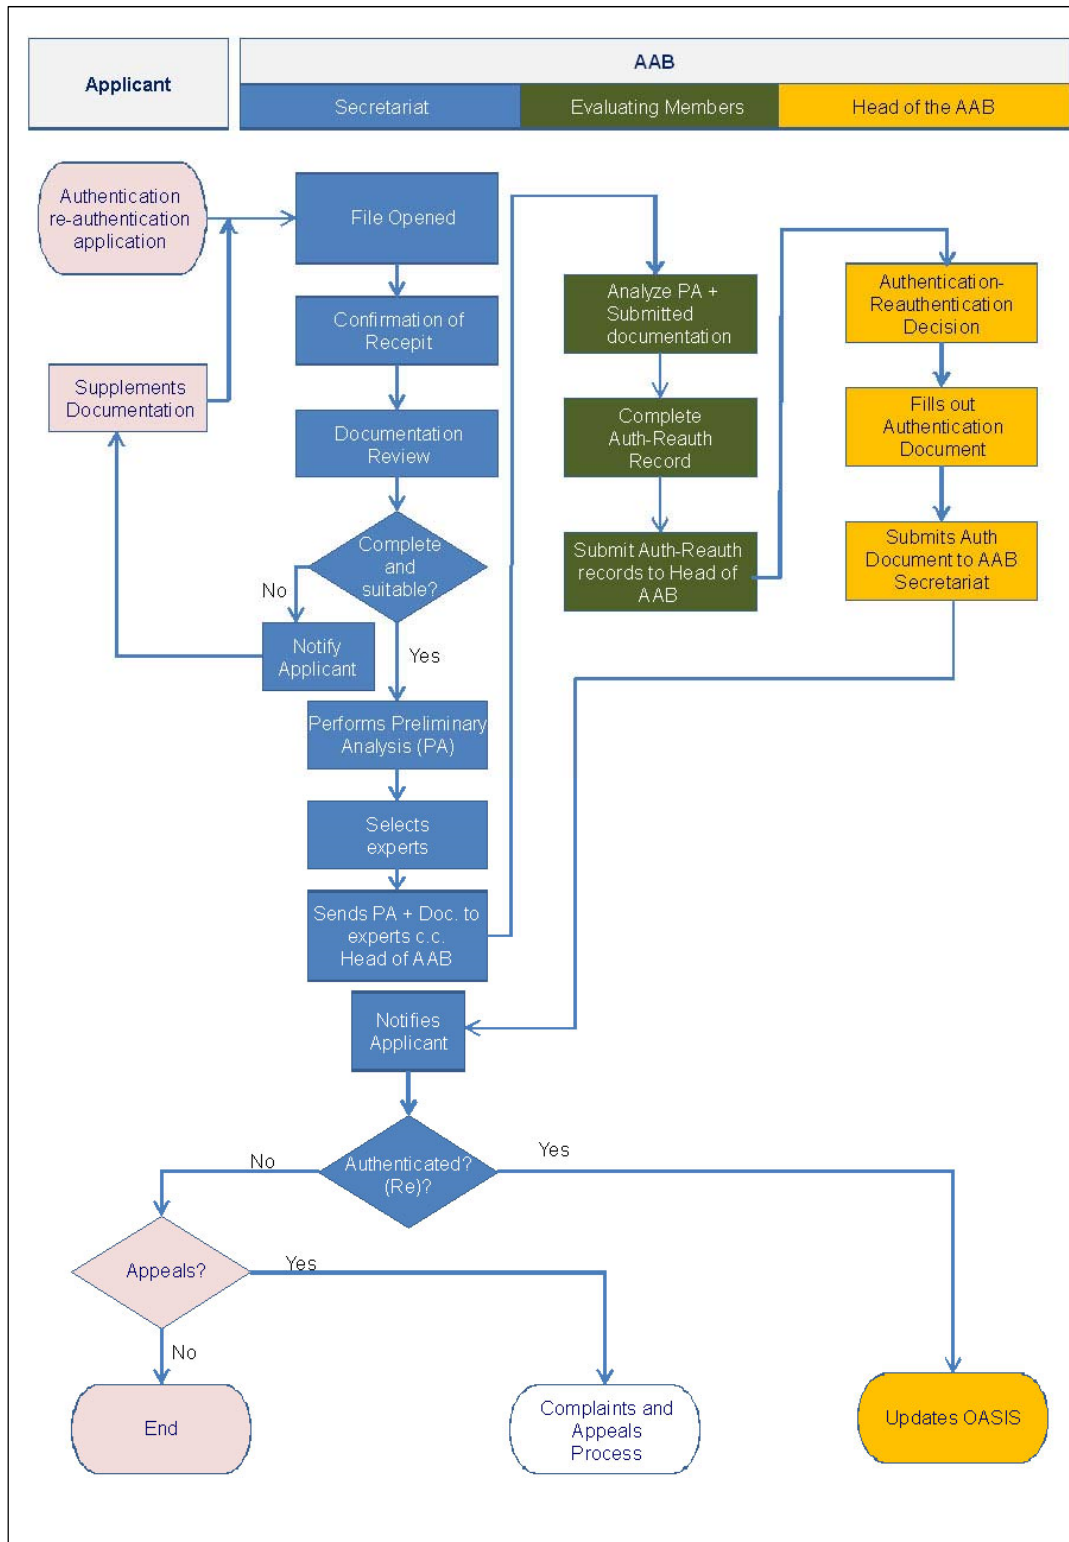 Applicant
AAB
Secretariat
Evaluating Members
Head of the AAB
Authentication
re-authentication
application
File Opened
Confirmation of
Recepit
Supplements
Documentation
Documentation
Review
Complete
and
suitable?
No
Notify
Applicant
Yes
Performs Preliminary
Analysis (PA)
Selects
experts
Sends PA + Doc. to
experts c.c.
Head of AAB
Analyze PA +
Submitted
documentation
Complete
Auth-Reauth
Record
Submit Auth-Reauth
records to Head of
AAB
Authentication-
Reauthentication
Decision
Fills out
Authentication
Document
Submits Auth
Document to AAB
Secretariat
Notifies
Applicant
Authenticated?
(Re)?
No
Yes
Appeals?
Yes
No
End
Complaints and
Appeals
Process
Updates OASIS